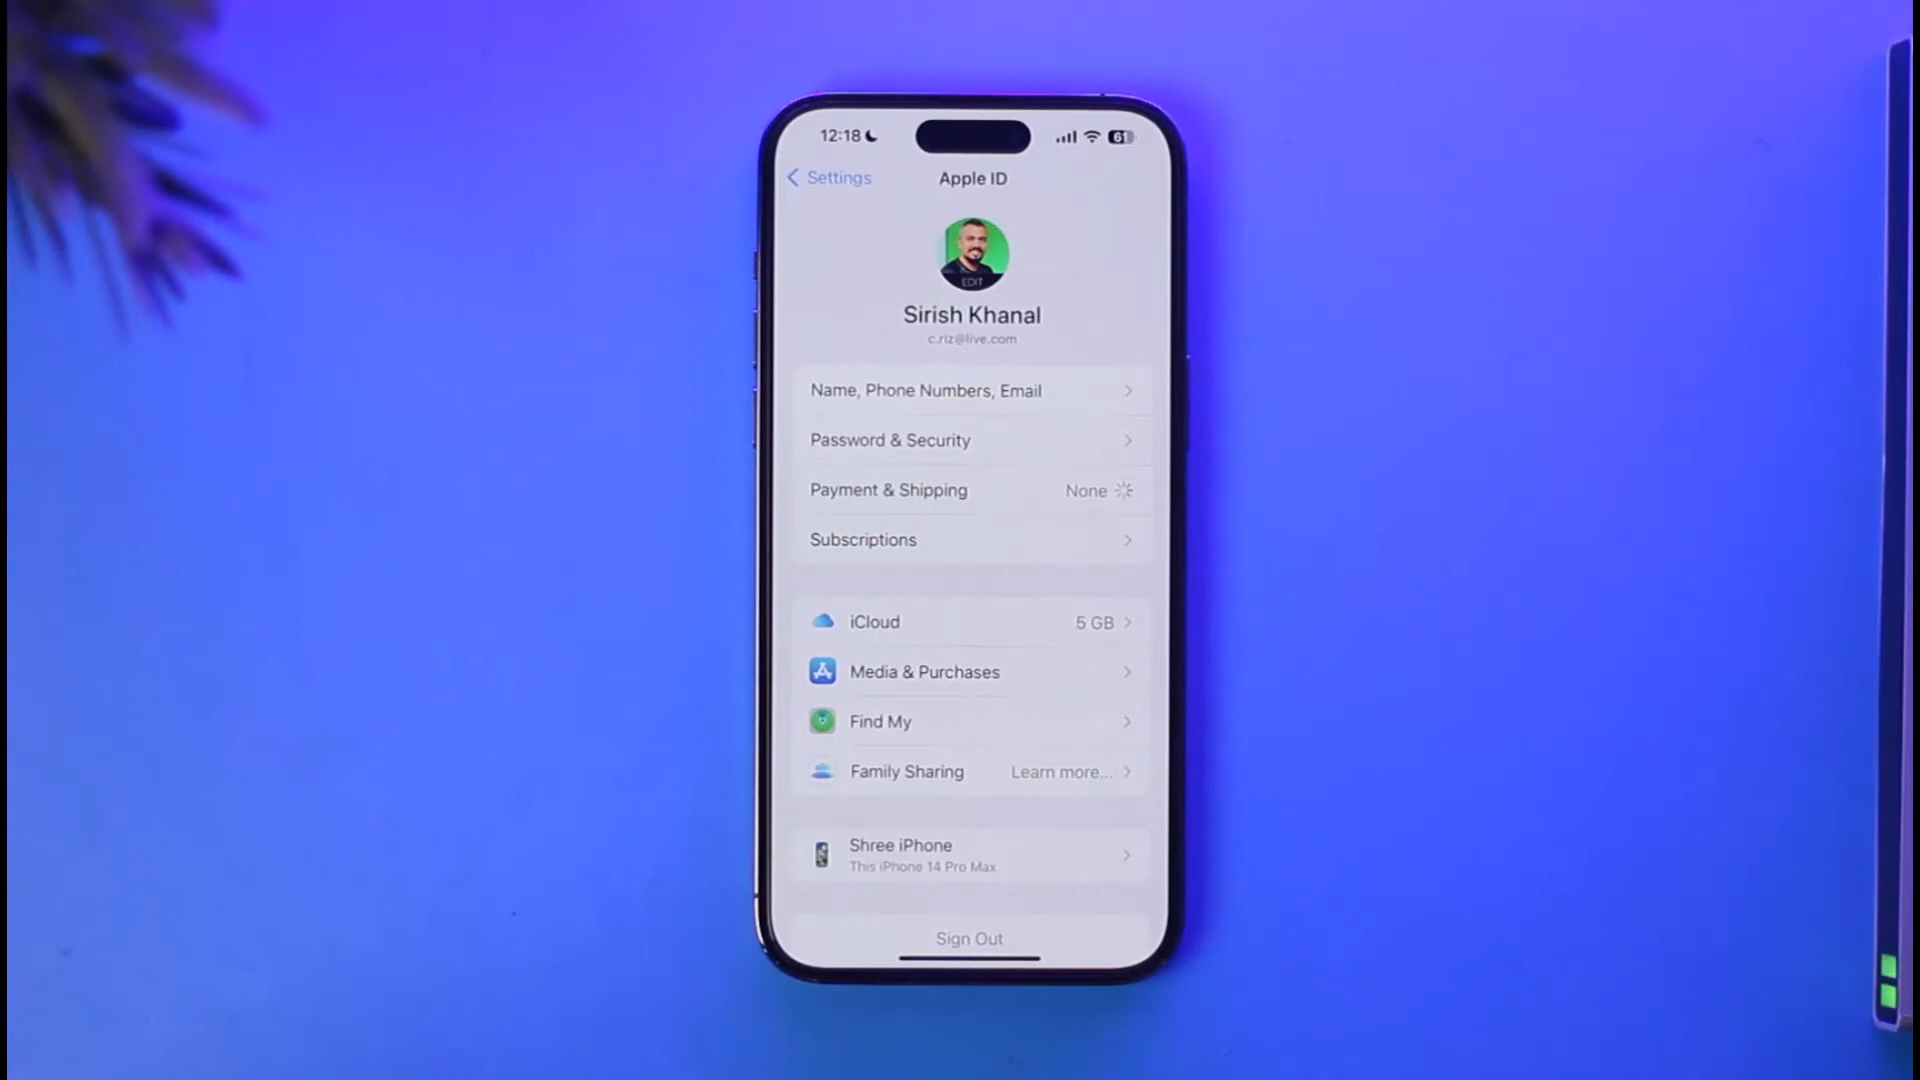 12:18
61
Settings
Apple ID
EDIT
Sirish Khanal
c.riz@live.com
Name, Phone Numbers, Email
Password & Security
Payment & Shipping None
Subscriptions
iCloud 5 GB
Media & Purchases
Find My
Family Sharing Learn more...
Shree iPhone
This iPhone 14 Pro Max
Sign Out